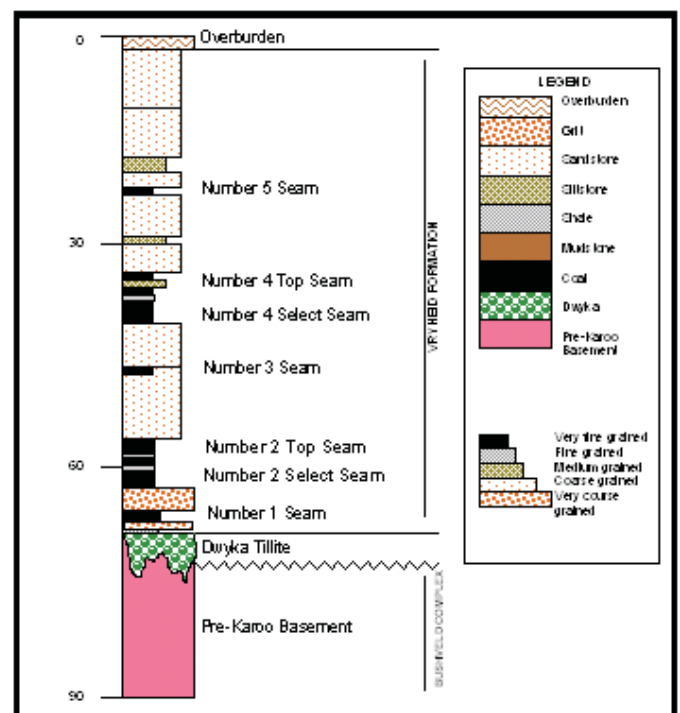 0
Overburden
Number 5 Seam
30
Number 4 Top Seam
Number 4 Select Seam
Number 3 Seam
Number 2 Top Seam
60
Number 2 Select Seam
Number 1 Seam
Dwyka Tillite
Pre-Karoo Basement
90
VRYHEID FORMATION
BUSHVELD COMPLEX
LEGEND
Overburden
Grit
Sandstone
Siltstone
Shale
Mudstone
Coal
Dwyka
Pre-Karoo
Basement
Very fine grained
Fine grained
Medium grained
Coarse grained
Very course
grained